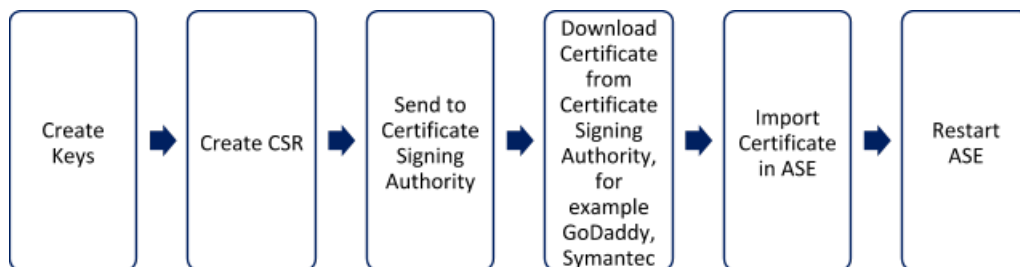 Create
Keys
Create CSR
Send to
Certificate
Signing
Authority
Download
Certificate
from
Certificate
Signing
Authority,
for
example
GoDaddy,
Symantec
Import
Certificate
in ASE
Restart
ASE